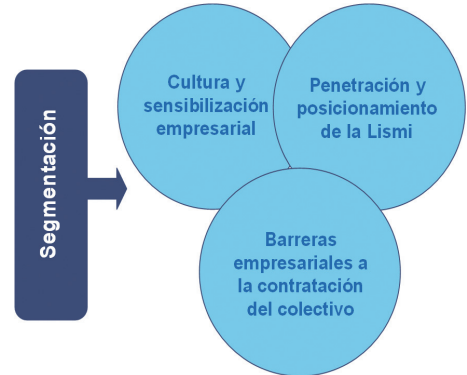 Segmentación
Cultura y
sensibilización
empresarial
Penetración y
posicionamiento
de la Lismi
Barreras
empresariales a
la contratación
del colectivo